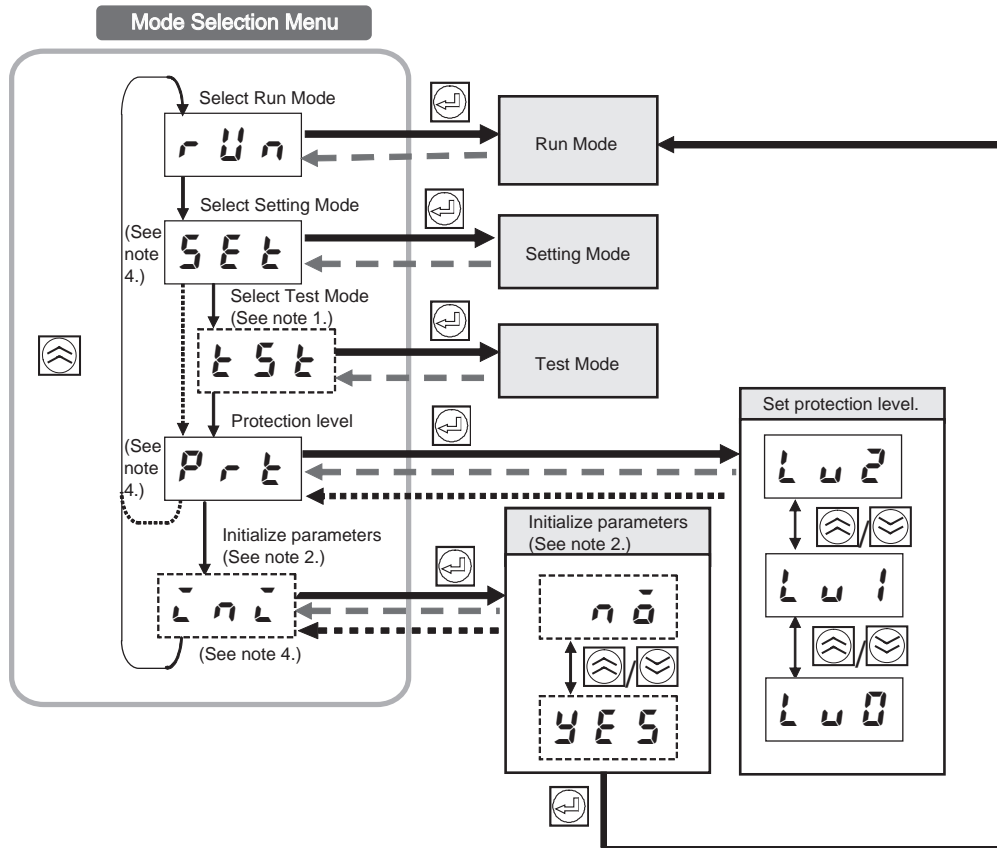 Mode Selection Menu
Select Run Mode
rUn
Run Mode
Select Setting Mode
(See
note
4.)
SEt
Setting Mode
Select Test Mode
(See note 1.)
tSt
Test Mode
Protection level
(See
note
4.)
Prt
Set protection level.
Lu2
/
Lu1
/
Lu0
Initialize parameters
(See note 2.)
ini
(See note 4.)
Initialize parameters
(See note 2.)
no
/
yES